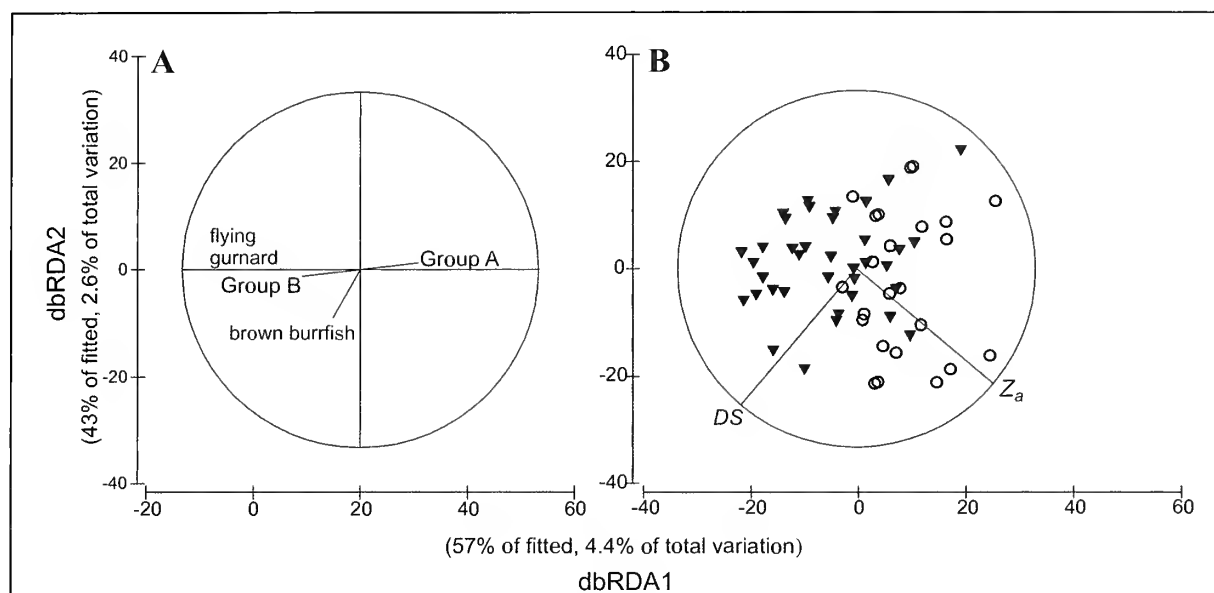 A
B
40
20
0
-20
-40
dbRDA2
(43% of fitted, 2.6% of total variation)
flying
gurnard
Group A
Group B
brown burrfish
40
20
0
-20
-40
DS
Za
-20
0
20
40
60
-40
-20
0
20
40
60
(57% of fitted, 4.4% of total variation)
dbRDA1